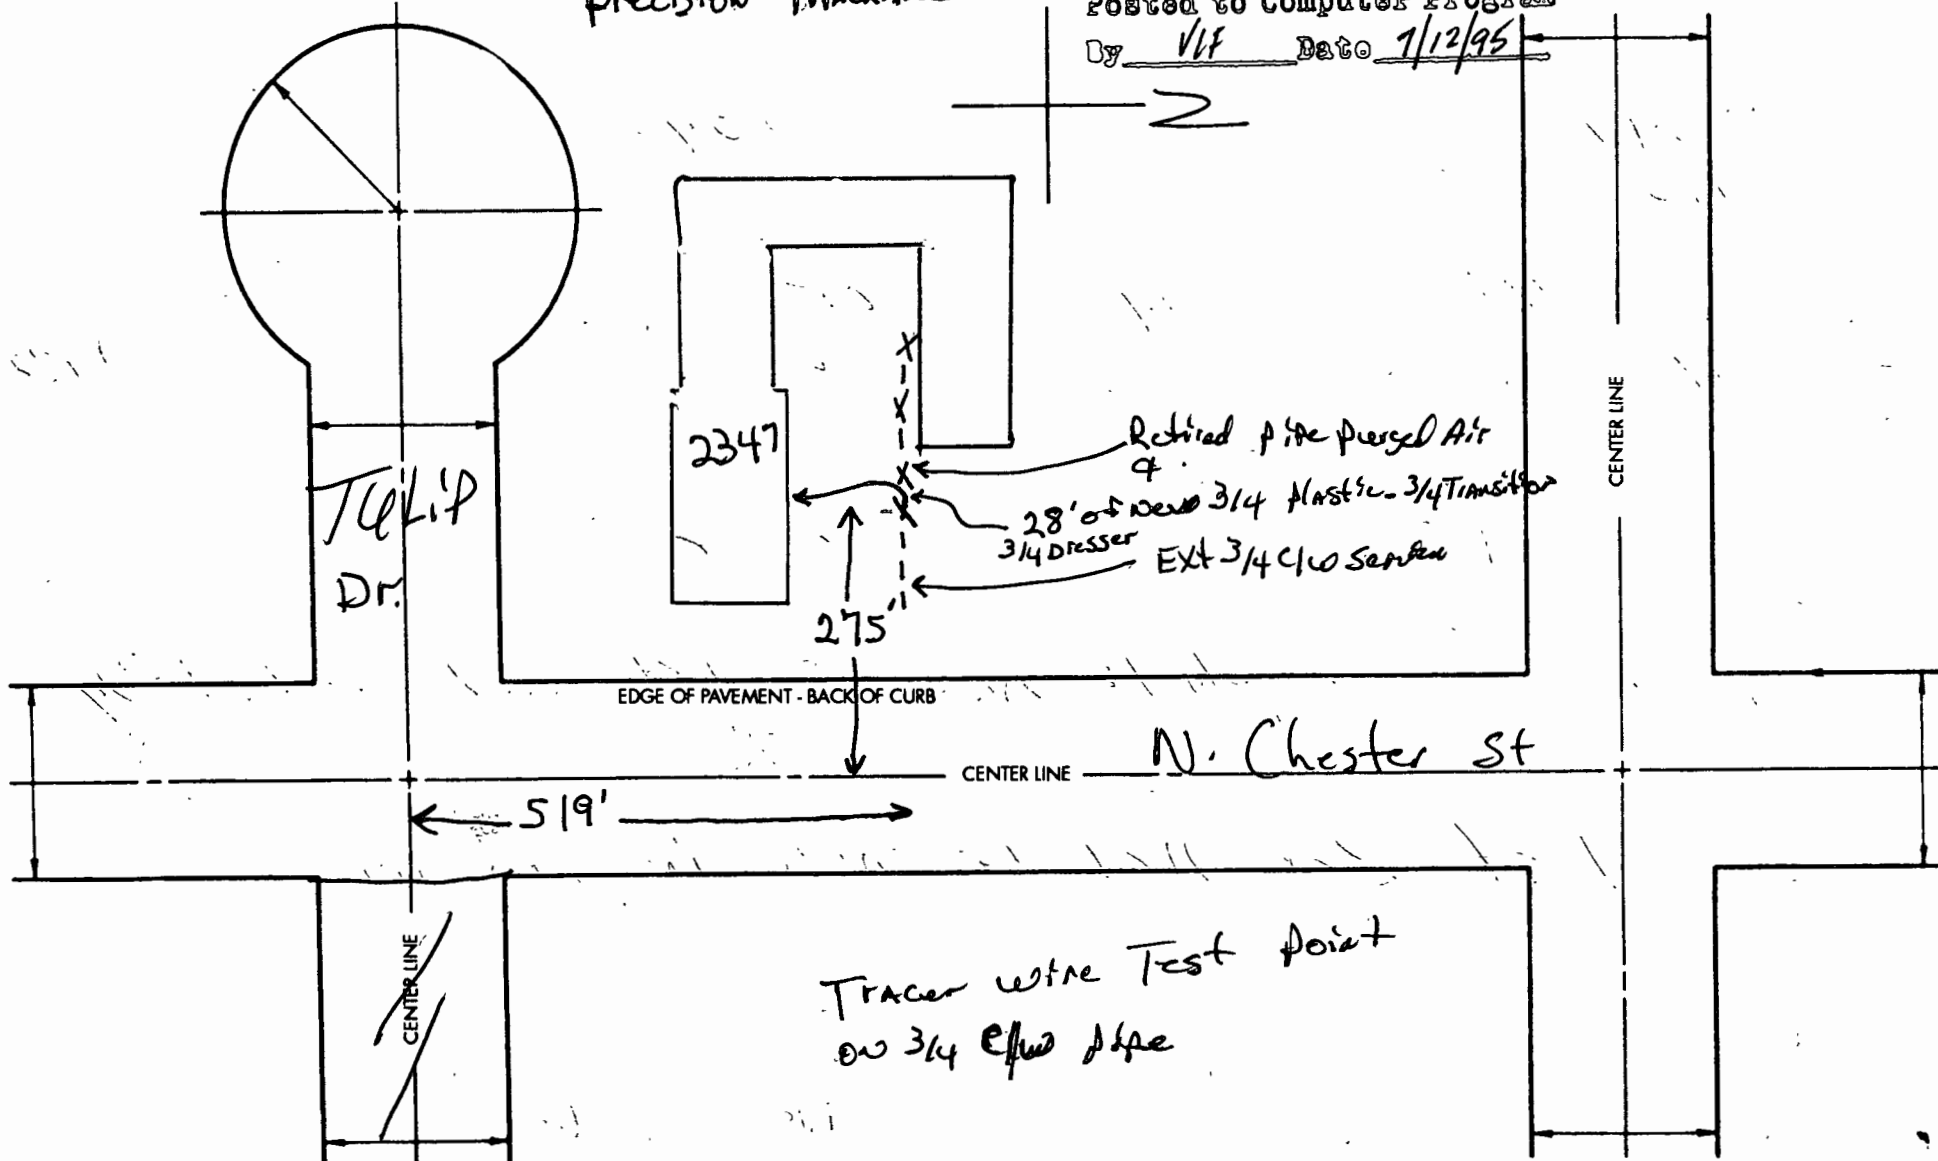 Precision
Posted to Computer Program
By VLF Date 7/12/95
N
2347
Retired pipe purged Air
&
28' of New 3/4 Plastic - 3/4 Transition
3/4 Dresser
Ext 3/4 C/W Service
Tulip
Dr.
275'
EDGE OF PAVEMENT - BACK OF CURB
N. Chester St
CENTER LINE
519'
CENTER LINE
CENTER LINE
Tracer wire Test point
on 3/4 C/W pipe